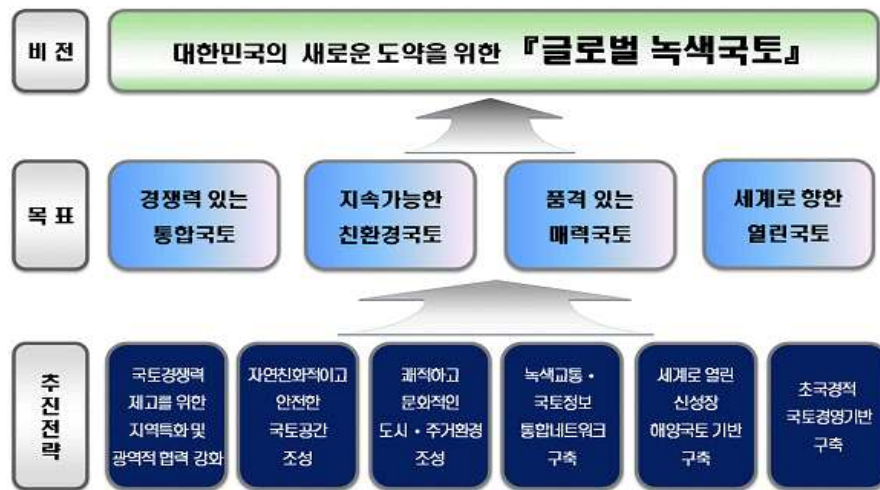 비 전
대한민국의 새로운 도약을 위한 『글로벌 녹색국토』
목 표
경쟁력 있는
통합국토
지속가능한
친환경국토
품격 있는
매력국토
세계로 향한
열린국토
추진전략
국토경쟁력
제고를 위한
지역특화 및
광역적 협력 강화
자연친화적이고
안전한
국토공간
조성
쾌적하고
문화적인
도시・주거환경
조성
녹색교통・
국토정보
통합네트워크
구축
세계로 열린
신성장
해양국토 기반
구축
초국경적
국토경영기반
구축